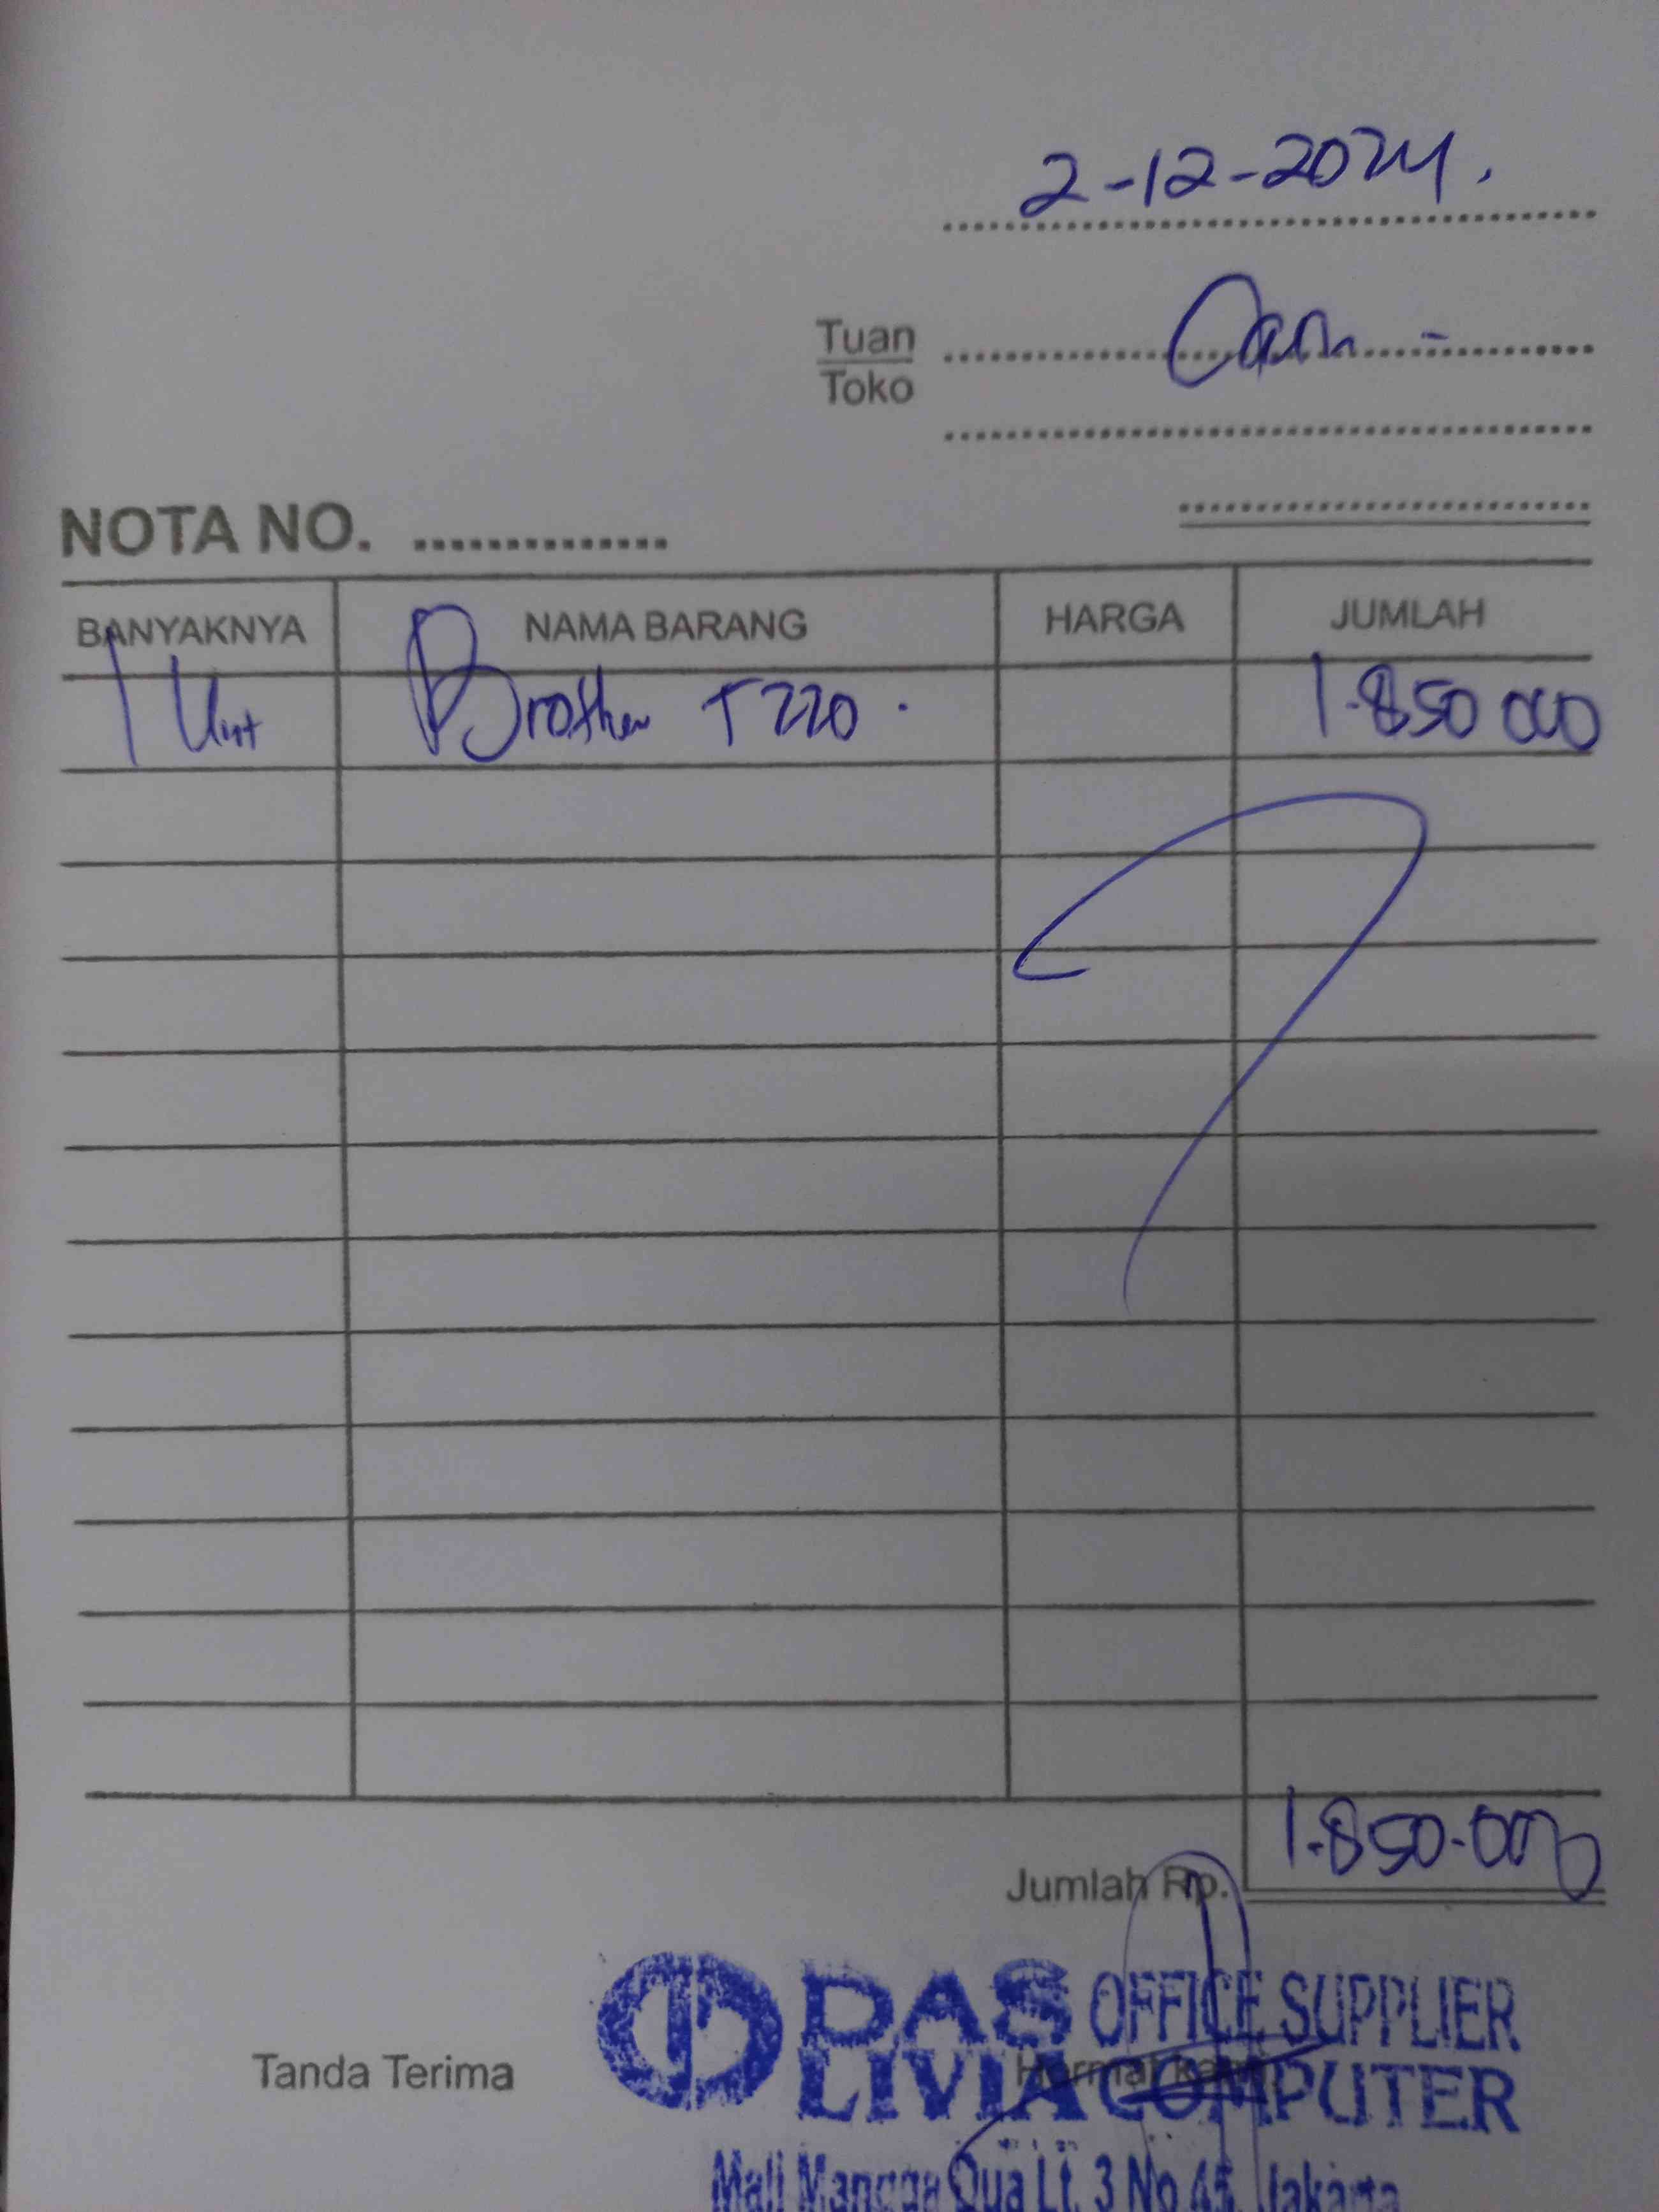 2-12-2024.
Tuan
Toko
NOTA NO. ..............
BANYAKNYA NAMA BARANG HARGA JUMLAH
1 Unit Brother T220. 1.850 000
Jumlah Rp. 1.850.000
Tanda Terima
Hormat kami,
DAS OFFICE SUPPLIER
LIVIA COMPUTER
Mall Mangga Dua Lt. 3 No 45, Jakarta